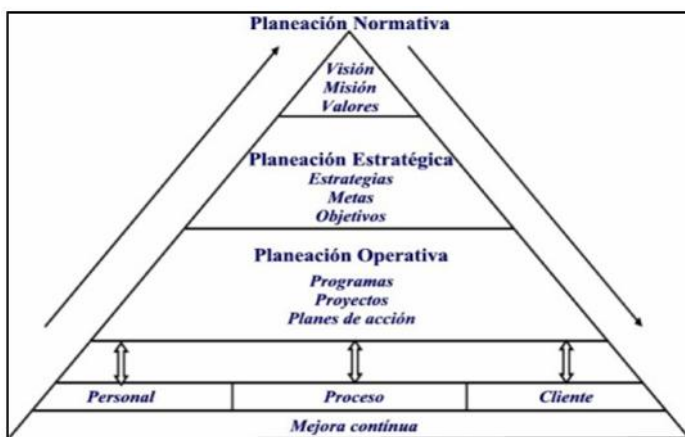 Planeación Normativa
Visión
Misión
Valores
Planeación Estratégica
Estrategias
Metas
Objetivos
Planeación Operativa
Programas
Proyectos
Planes de acción
Personal
Proceso
Cliente
Mejora contínua